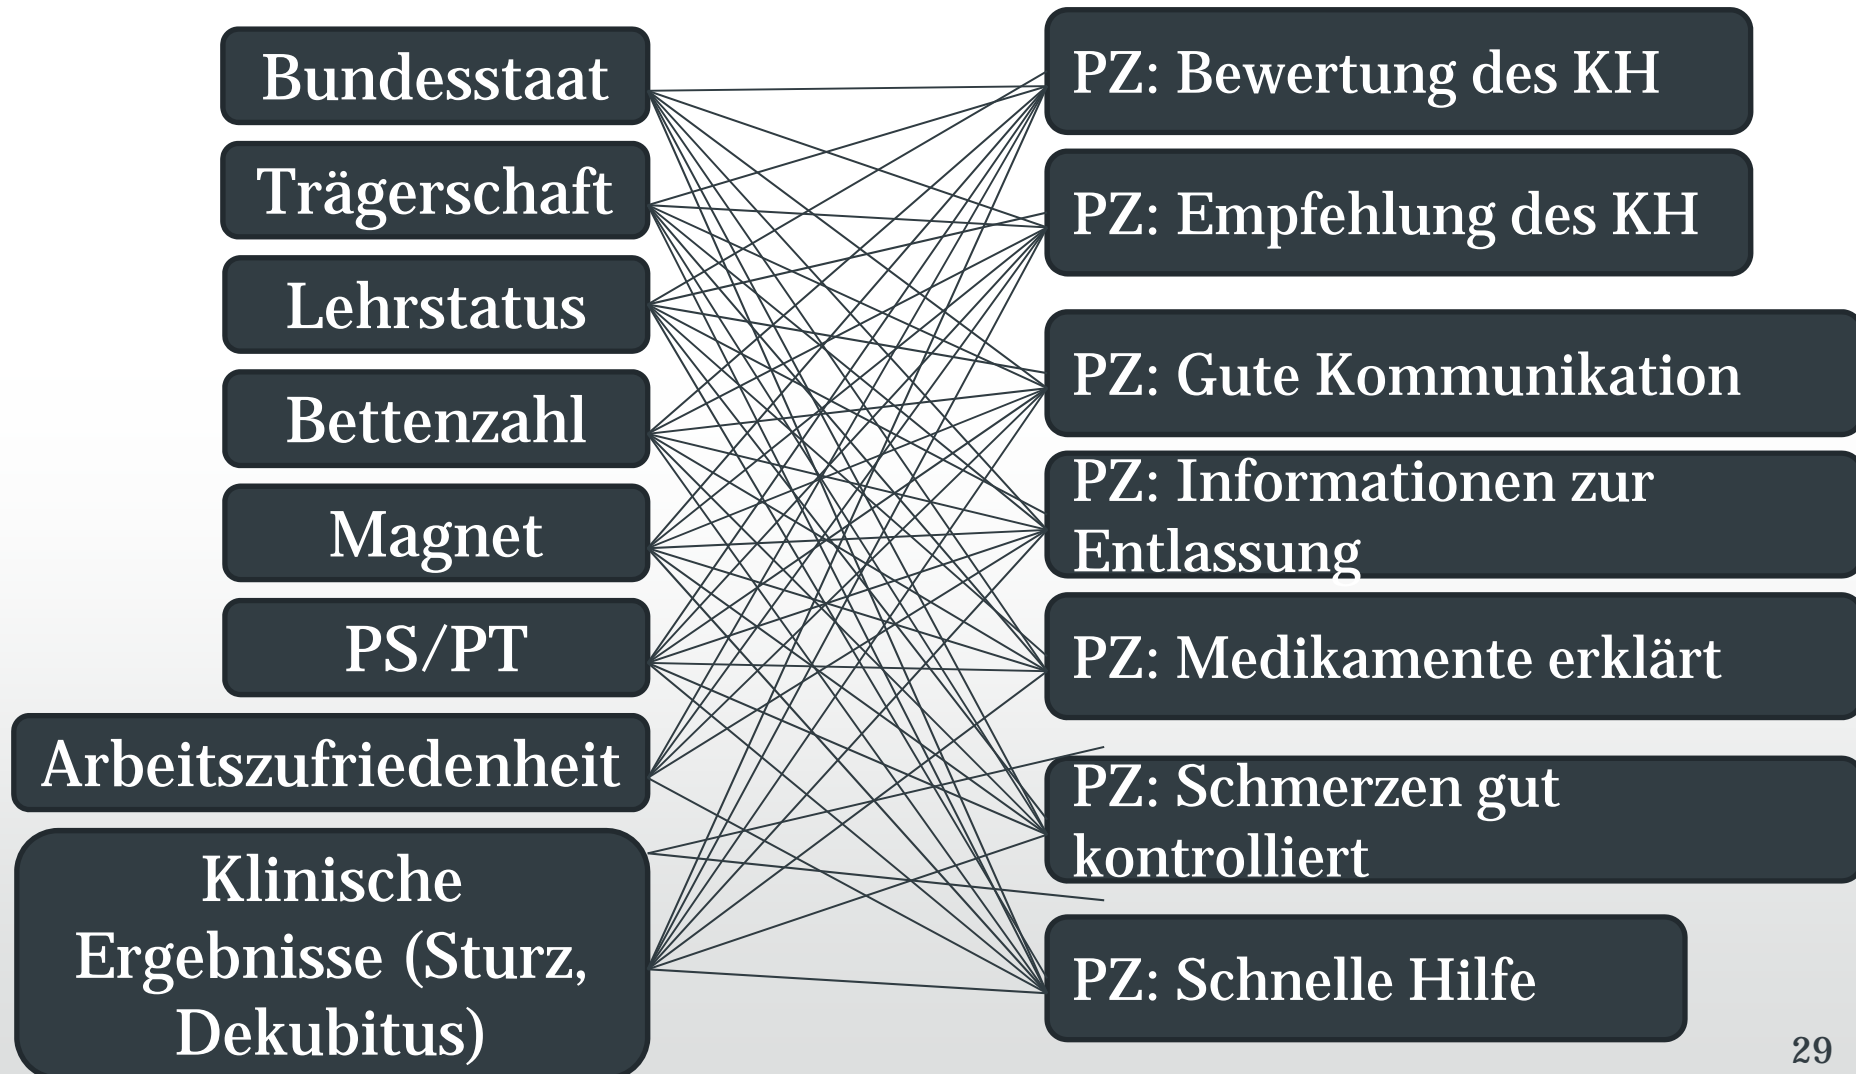 Bundesstaat
Trägerschaft
Lehrstatus
Bettenzahl
Magnet
PS/PT
Arbeitszufriedenheit
Klinische
Ergebnisse (Sturz,
Dekubitus)
PZ: Bewertung des KH
PZ: Empfehlung des KH
PZ: Gute Kommunikation
PZ: Informationen zur
Entlassung
PZ: Medikamente erklärt
PZ: Schmerzen gut
kontrolliert
PZ: Schnelle Hilfe
29